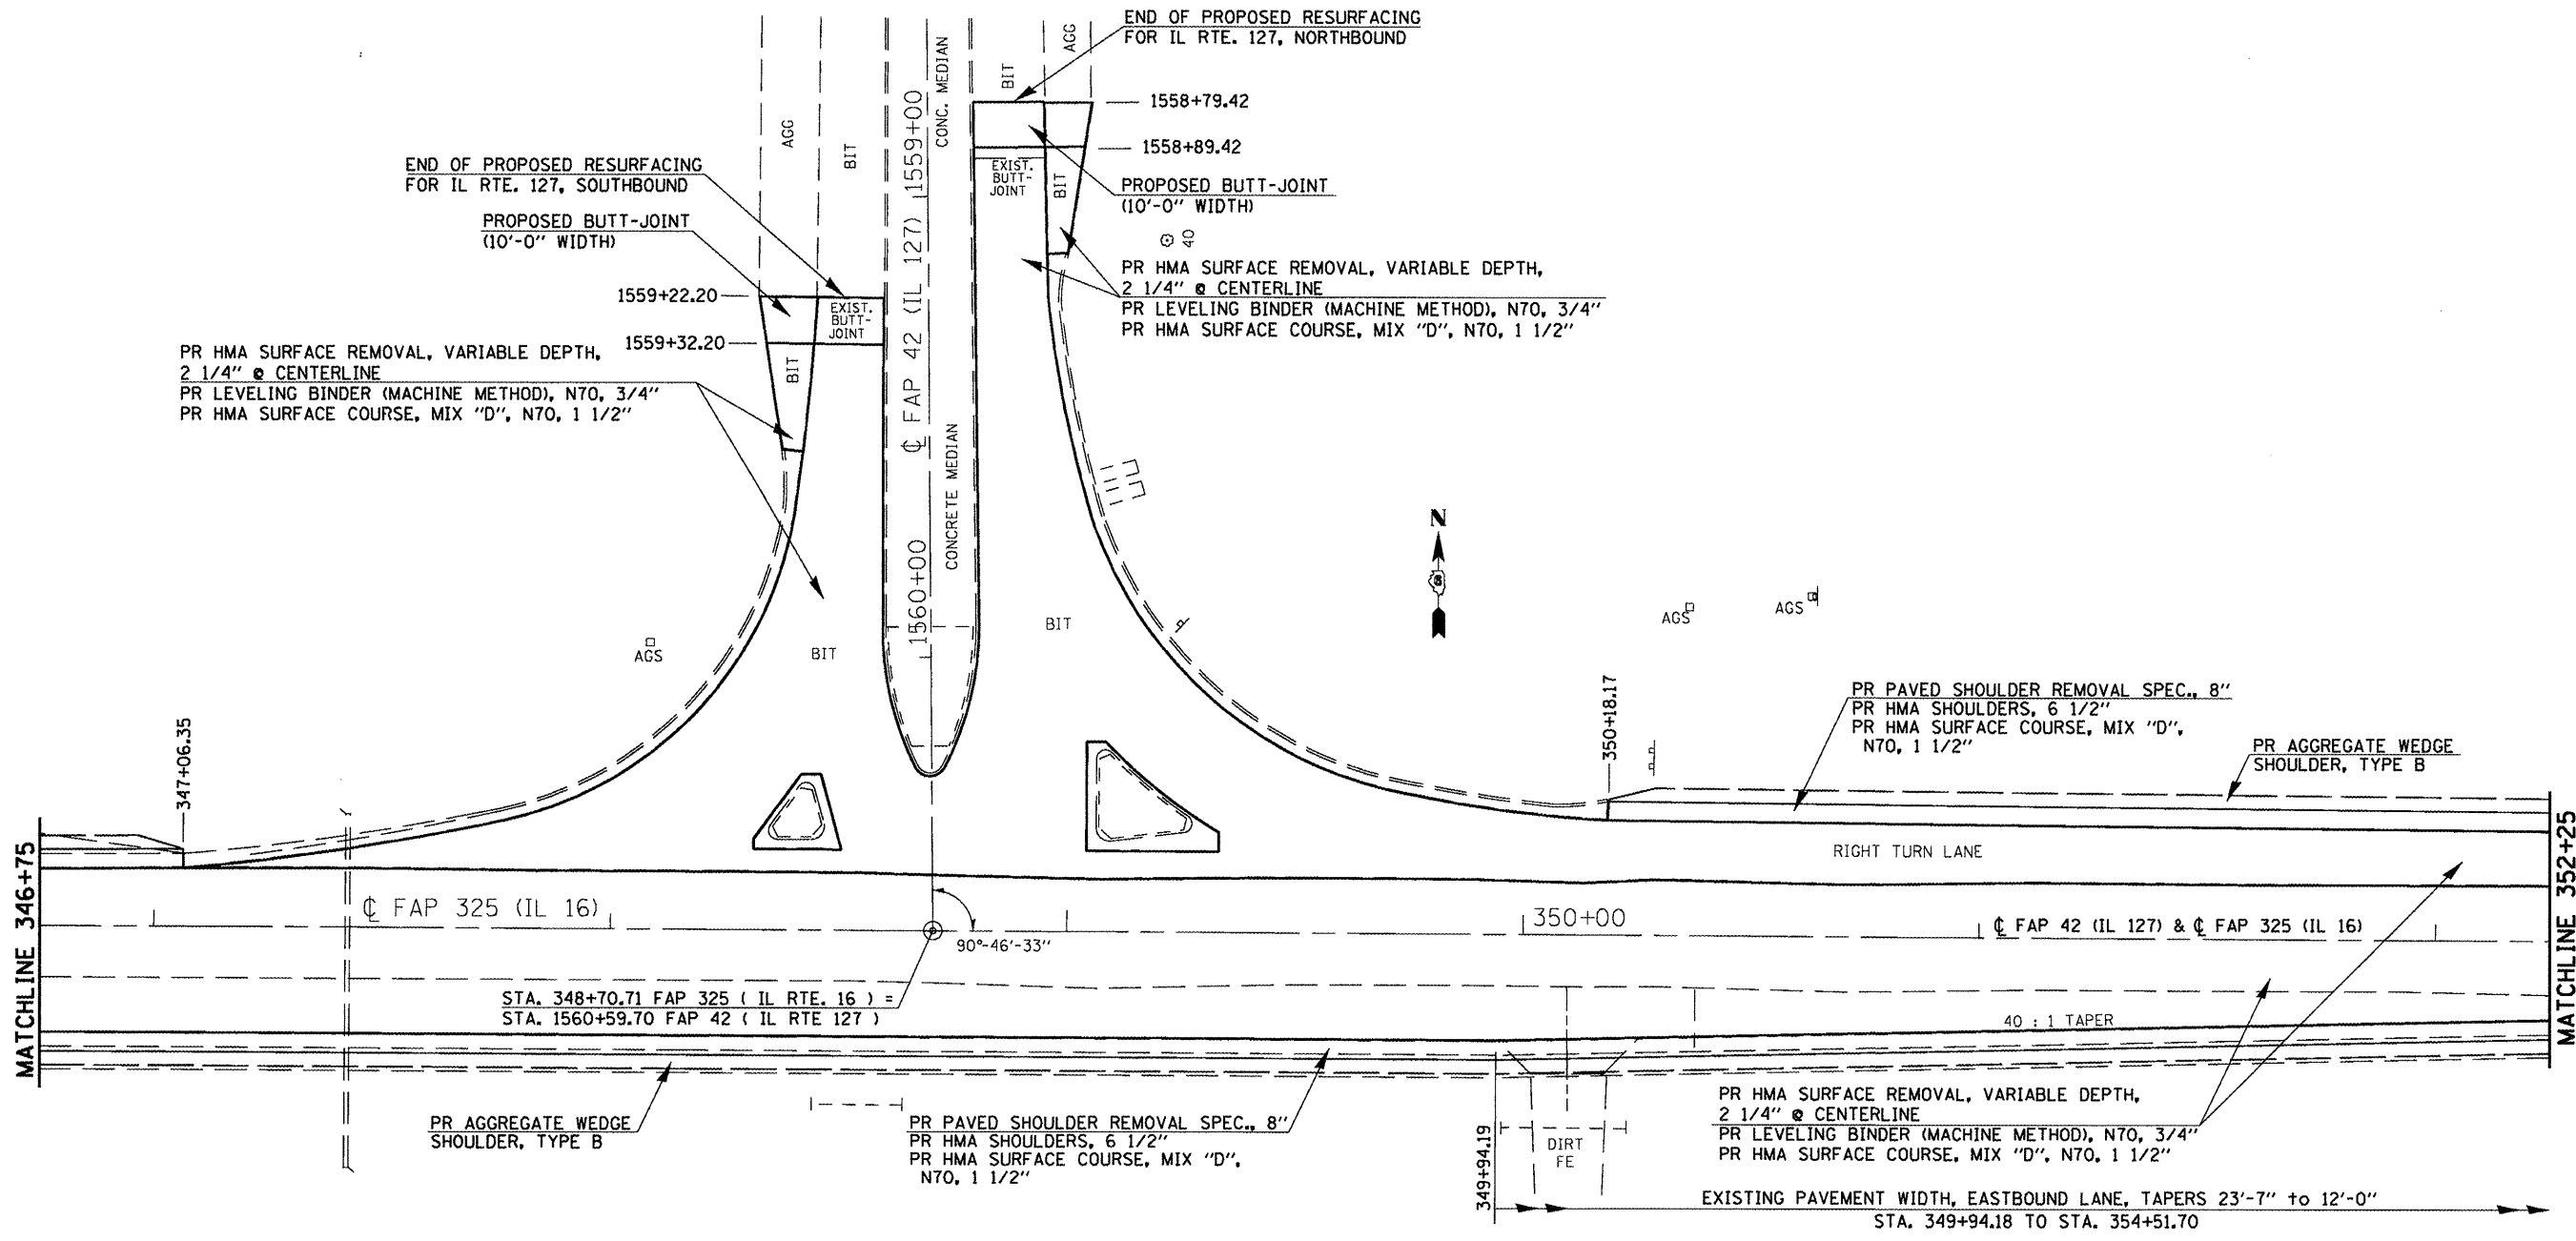 END OF PROPOSED RESURFACING
FOR IL RTE. 127, NORTHBOUND
AGG
BIT
CONC. MEDIAN
1558+79.42
1558+89.42
EXIST.
BUTT-
JOINT
BIT
PROPOSED BUTT-JOINT
(10'-0" WIDTH)
40
PR HMA SURFACE REMOVAL, VARIABLE DEPTH,
2 1/4" @ CENTERLINE
PR LEVELING BINDER (MACHINE METHOD), N70, 3/4"
PR HMA SURFACE COURSE, MIX "D", N70, 1 1/2"
AGG
BIT
END OF PROPOSED RESURFACING
FOR IL RTE. 127, SOUTHBOUND
PROPOSED BUTT-JOINT
(10'-0" WIDTH)
1559+22.20
EXIST.
BUTT-
JOINT
1559+32.20
BIT
PR HMA SURFACE REMOVAL, VARIABLE DEPTH,
2 1/4" @ CENTERLINE
PR LEVELING BINDER (MACHINE METHOD), N70, 3/4"
PR HMA SURFACE COURSE, MIX "D", N70, 1 1/2"
1559+00
℄ FAP 42 (IL 127)
CONCRETE MEDIAN
1560+00
N
BIT
BIT
AGS
AGS
AGS
347+06.35
350+18.17
PR PAVED SHOULDER REMOVAL SPEC., 8"
PR HMA SHOULDERS, 6 1/2"
PR HMA SURFACE COURSE, MIX "D",
N70, 1 1/2"
PR AGGREGATE WEDGE
SHOULDER, TYPE B
RIGHT TURN LANE
MATCHLINE 346+75
MATCHLINE 352+25
℄ FAP 325 (IL 16)
350+00
℄ FAP 42 (IL 127) & ℄ FAP 325 (IL 16)
90°-46'-33"
STA. 348+70.71 FAP 325 ( IL RTE. 16 ) =
STA. 1560+59.70 FAP 42 ( IL RTE 127 )
40 : 1 TAPER
PR AGGREGATE WEDGE
SHOULDER, TYPE B
PR PAVED SHOULDER REMOVAL SPEC., 8"
PR HMA SHOULDERS, 6 1/2"
PR HMA SURFACE COURSE, MIX "D",
N70, 1 1/2"
349+94.19
DIRT
FE
PR HMA SURFACE REMOVAL, VARIABLE DEPTH,
2 1/4" @ CENTERLINE
PR LEVELING BINDER (MACHINE METHOD), N70, 3/4"
PR HMA SURFACE COURSE, MIX "D", N70, 1 1/2"
EXISTING PAVEMENT WIDTH, EASTBOUND LANE, TAPERS 23'-7" to 12'-0"
STA. 349+94.18 TO STA. 354+51.70